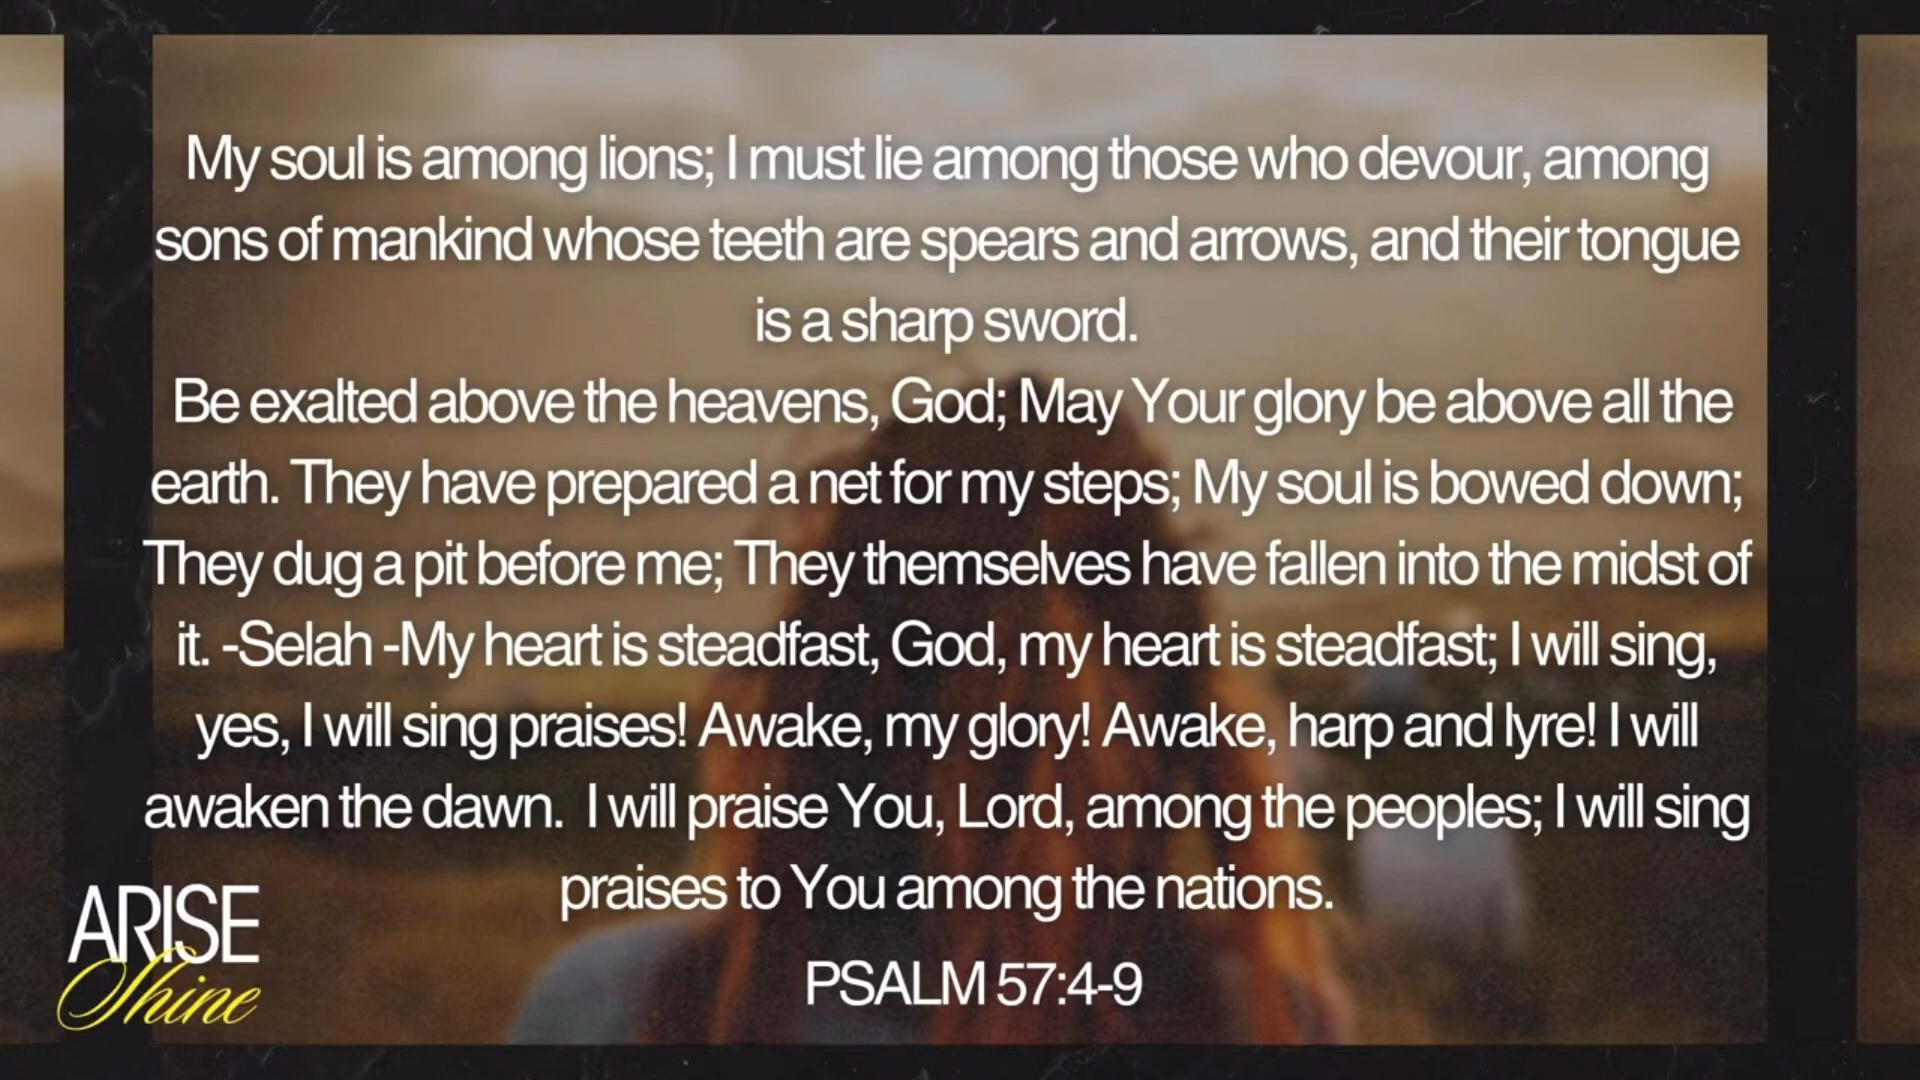 My soul is among lions; I must lie among those who devour, among
sons of mankind whose teeth are spears and arrows, and their tongue
is a sharp sword.
Be exalted above the heavens, God; May Your glory be above all the
earth. They have prepared a net for my steps; My soul is bowed down;
They dug a pit before me; They themselves have fallen into the midst of
it. -Selah -My heart is steadfast, God, my heart is steadfast; I will sing,
yes, I will sing praises! Awake, my glory! Awake, harp and lyre! I will
awaken the dawn. I will praise You, Lord, among the peoples; I will sing
praises to You among the nations.
PSALM 57:4-9
ARISE
Shine